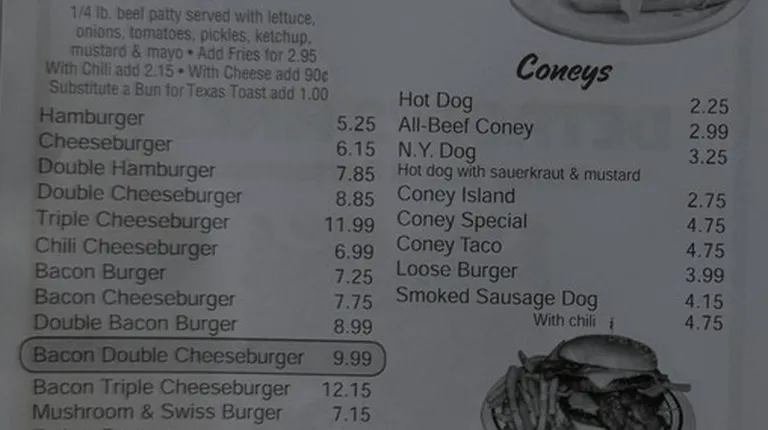 1/4 lb. beef patty served with lettuce,
onions, tomatoes, pickles, ketchup,
mustard & mayo • Add Fries for 2.95
With Chili add 2.15 • With Cheese add 90¢
Substitute a Bun for Texas Toast add 1.00
Hamburger 5.25
Cheeseburger 6.15
Double Hamburger 7.85
Double Cheeseburger 8.85
Triple Cheeseburger 11.99
Chili Cheeseburger 6.99
Bacon Burger 7.25
Bacon Cheeseburger 7.75
Double Bacon Burger 8.99
Bacon Double Cheeseburger 9.99
Bacon Triple Cheeseburger 12.15
Mushroom & Swiss Burger 7.15
Coneys
Hot Dog 2.25
All-Beef Coney 2.99
N.Y. Dog 3.25
Hot dog with sauerkraut & mustard
Coney Island 2.75
Coney Special 4.75
Coney Taco 4.75
Loose Burger 3.99
Smoked Sausage Dog 4.15
With chili 4.75